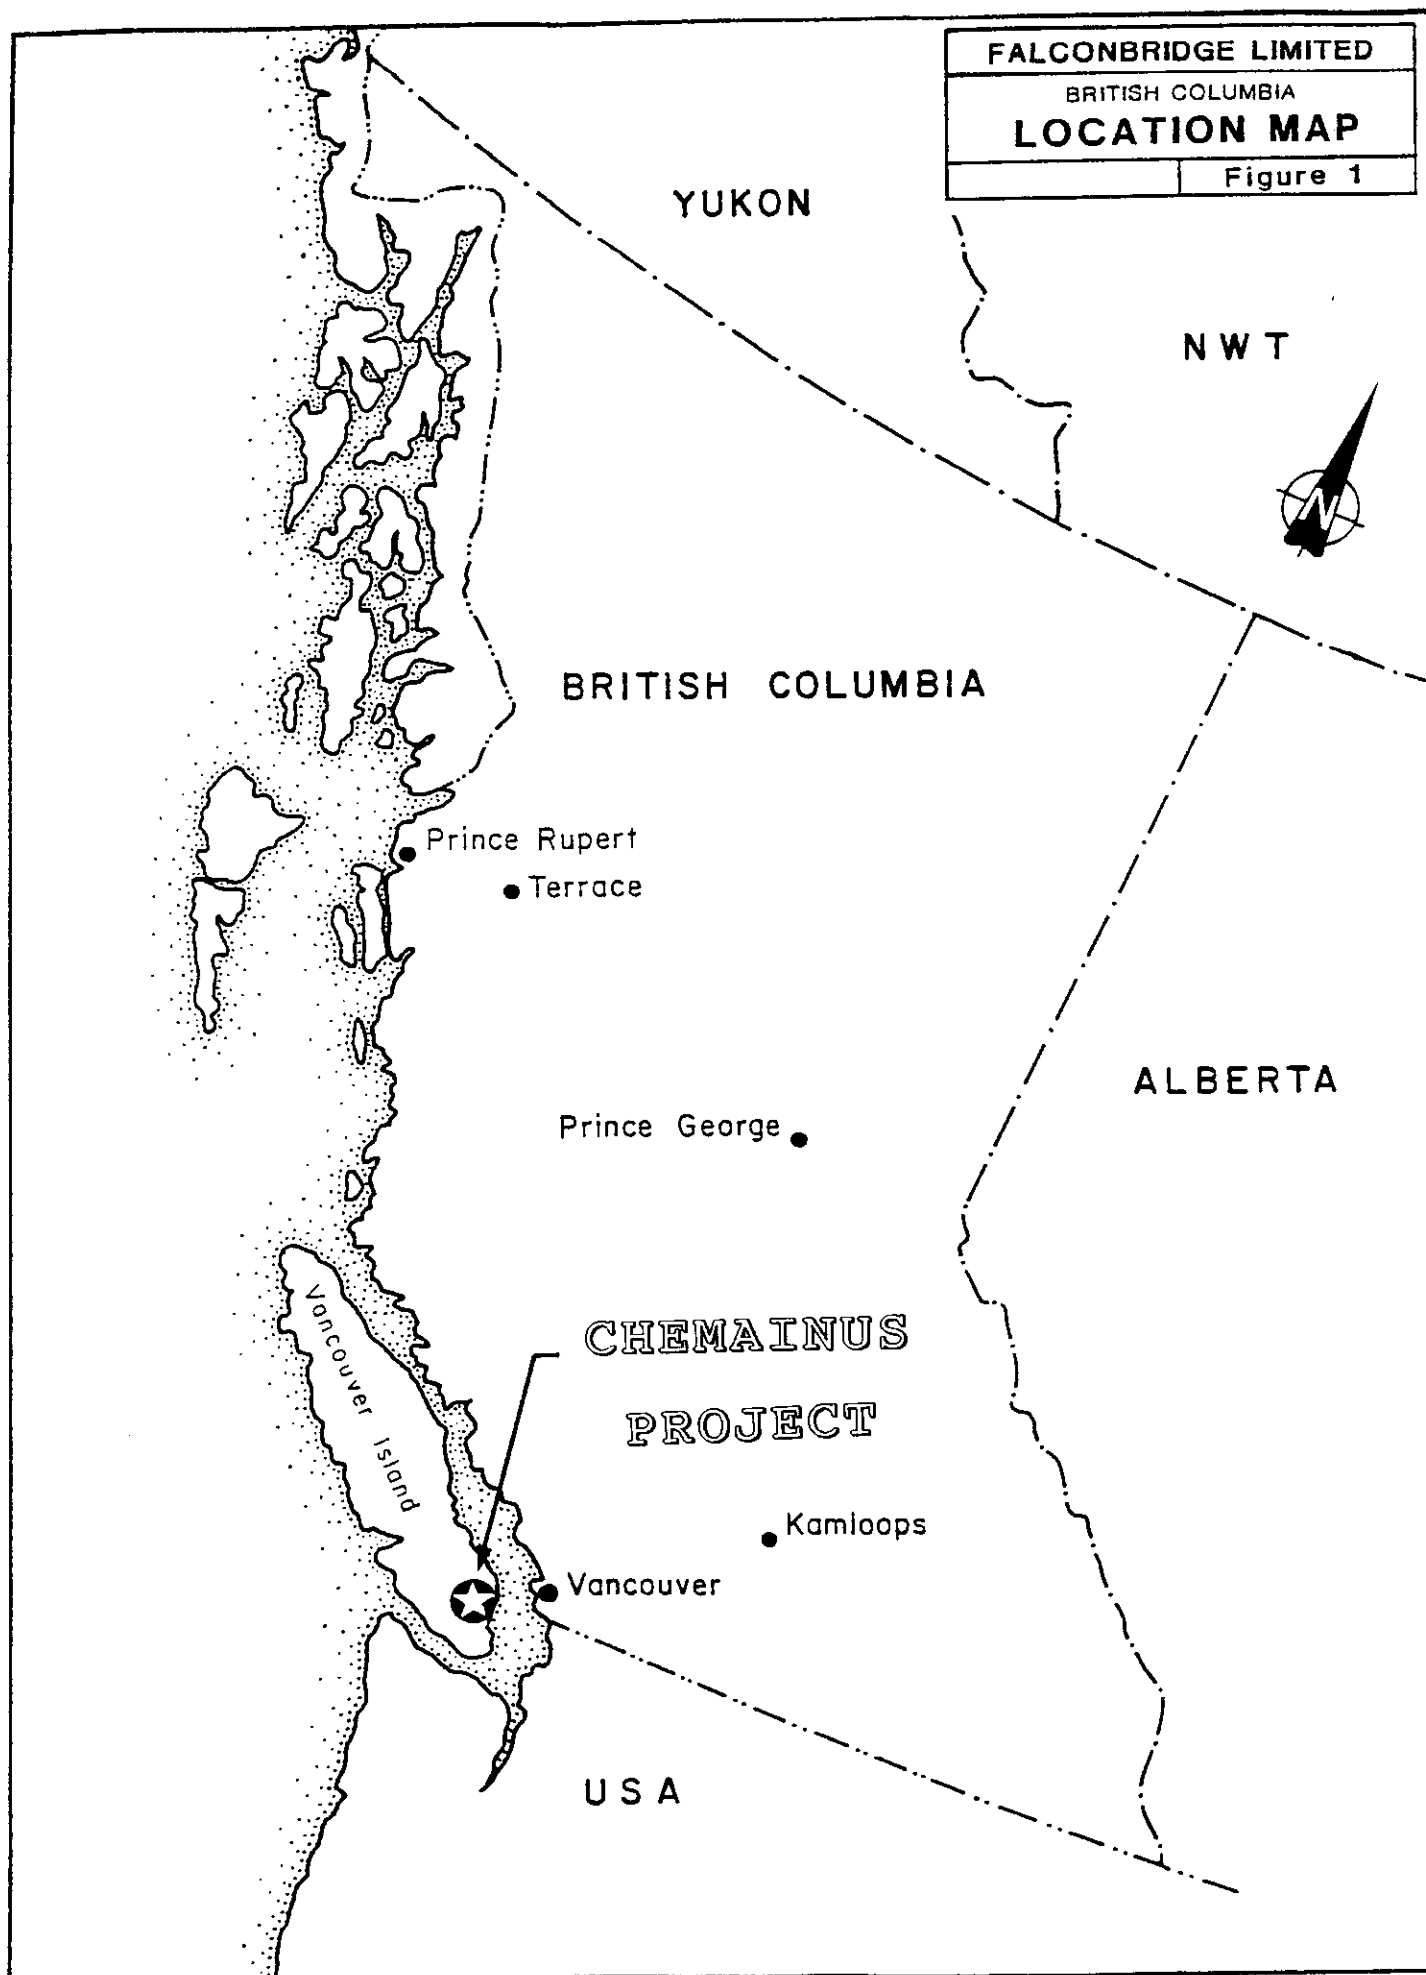 FALCONBRIDGE LIMITED
BRITISH COLUMBIA
LOCATION MAP
Figure 1
YUKON
NWT
N
BRITISH COLUMBIA
Prince Rupert
Terrace
ALBERTA
Prince George
Vancouver Island
CHEMAINUS
PROJECT
Kamloops
Vancouver
USA